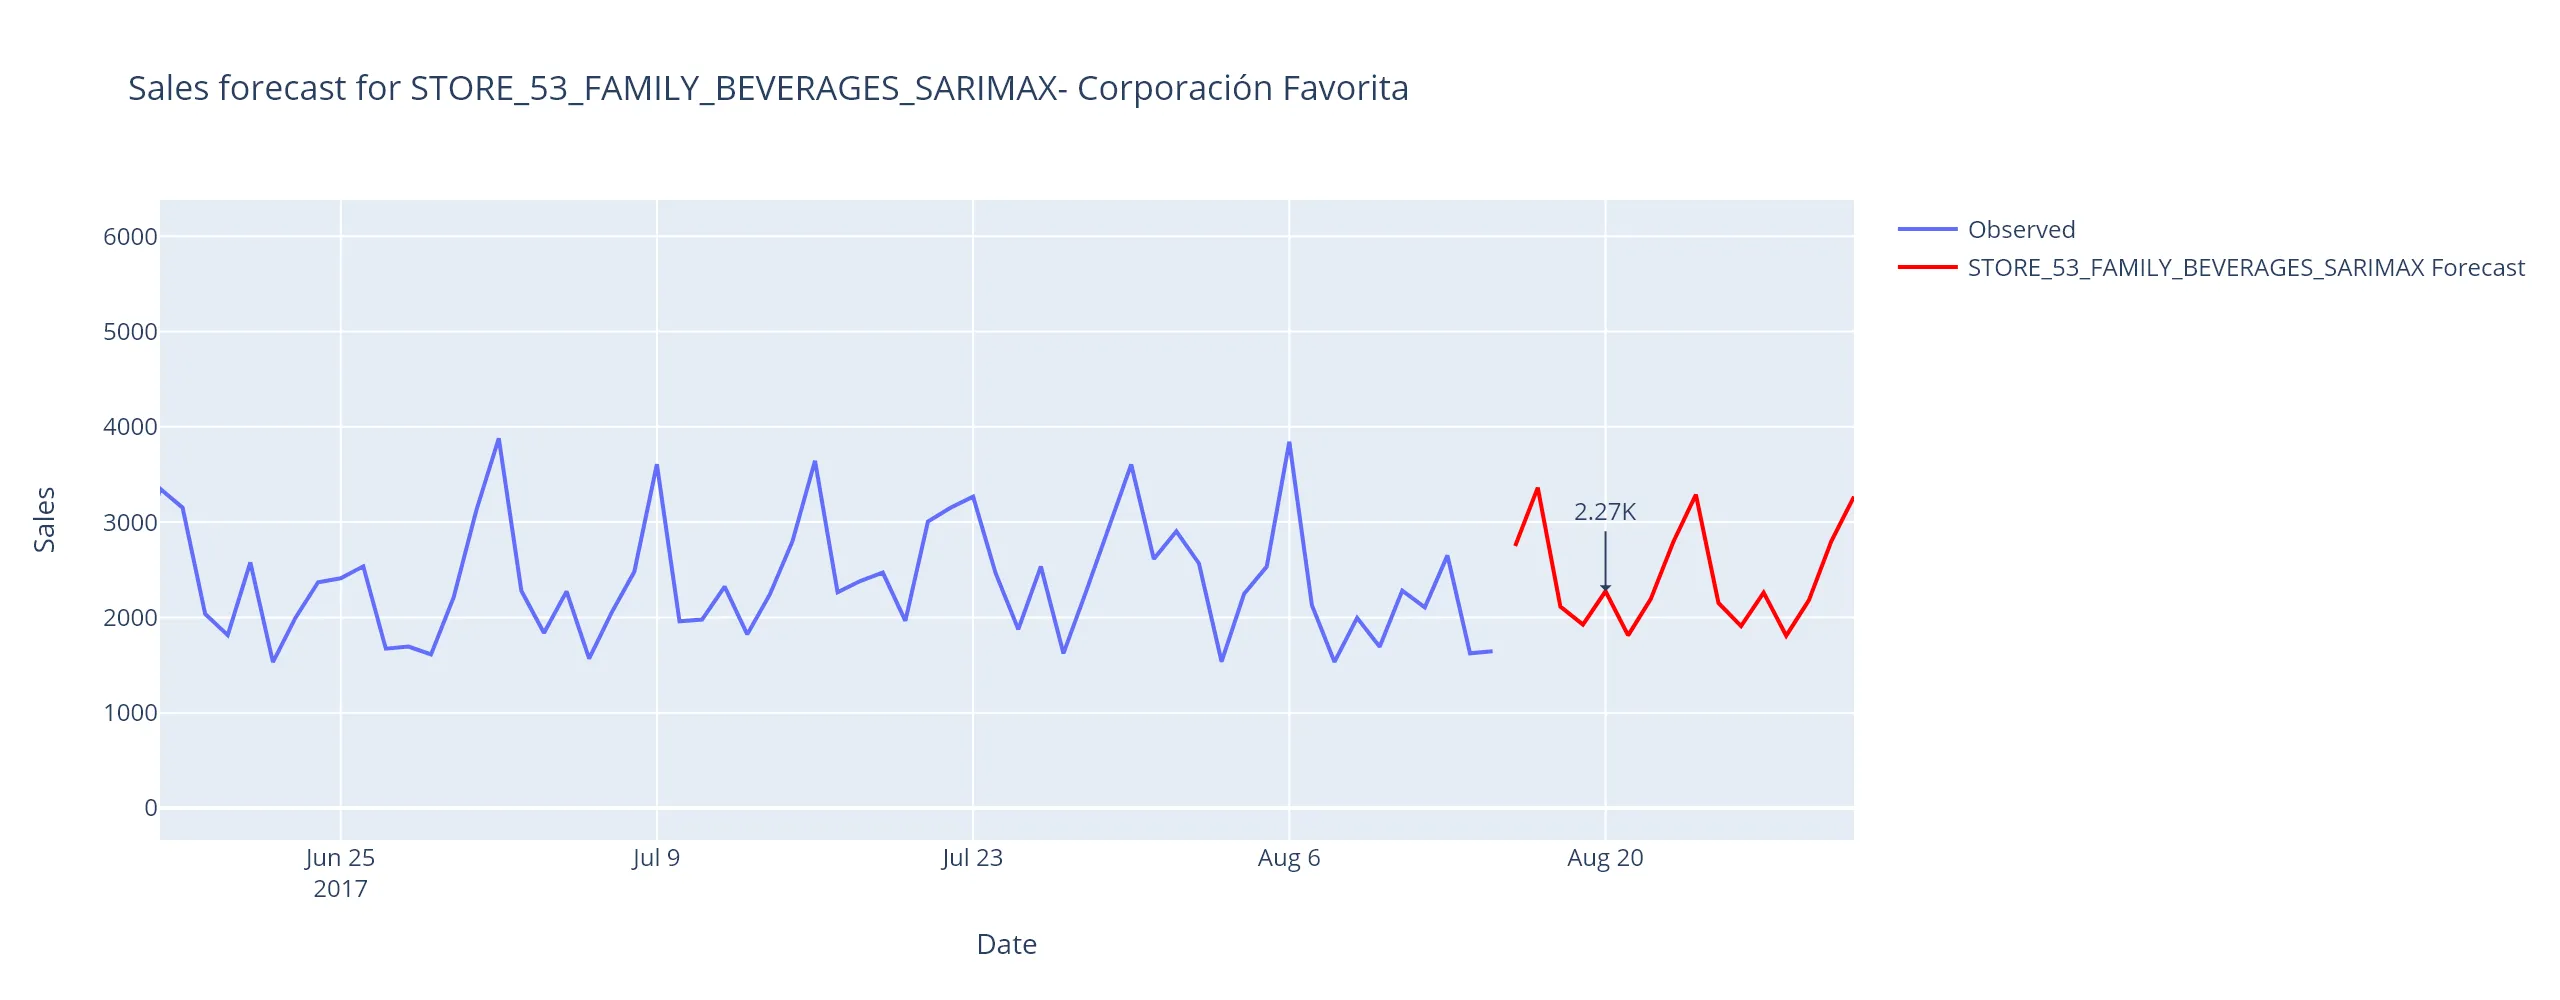 Sales forecast for STORE_53_FAMILY_BEVERAGES_SARIMAX- Corporación Favorita
Observed
STORE_53_FAMILY_BEVERAGES_SARIMAX Forecast
6000
5000
4000
3000
2000
1000
0
Sales
2.27K
Jun 25
2017
Jul 9
Jul 23
Aug 6
Aug 20
Date